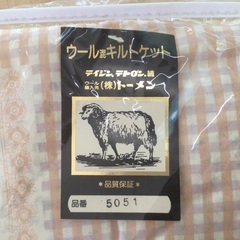 ウール混キルトケット
テイジン、テトロン、綿
(株)トーメン
★品質保証★
品番 5051